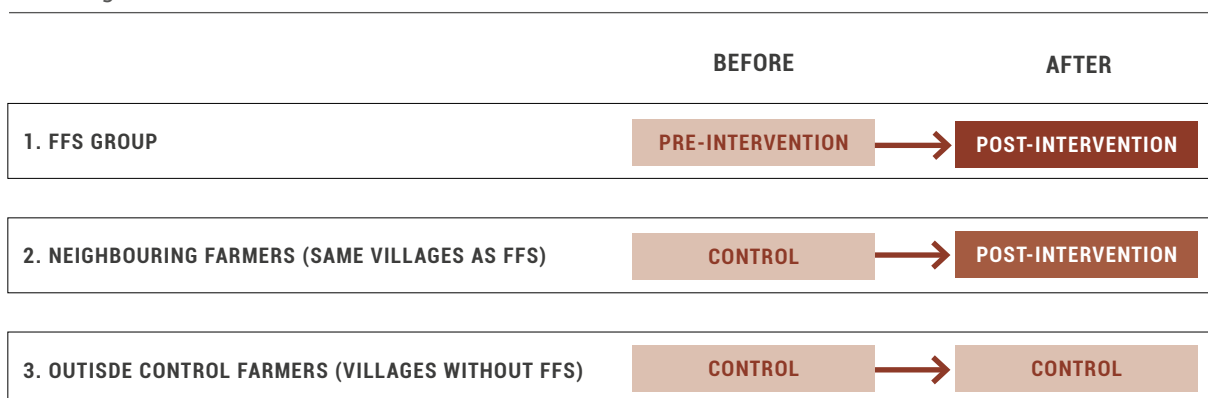 BEFORE AFTER
1. FFS GROUP PRE-INTERVENTION POST-INTERVENTION
2. NEIGHBOURING FARMERS (SAME VILLAGES AS FFS) CONTROL POST-INTERVENTION
3. OUTISDE CONTROL FARMERS (VILLAGES WITHOUT FFS) CONTROL CONTROL